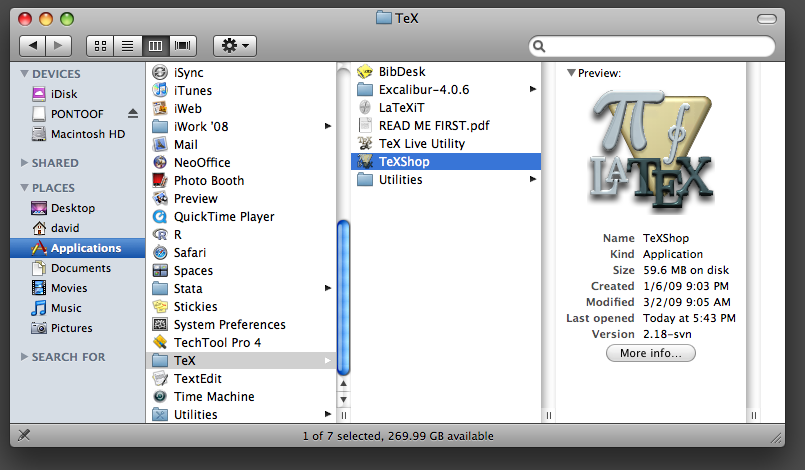 TeX
DEVICES
iDisk
PONTOOF
Macintosh HD
SHARED
PLACES
Desktop
david
Applications
Documents
Movies
Music
Pictures
SEARCH FOR
iSync
iTunes
iWeb
iWork '08
Mail
NeoOffice
Photo Booth
Preview
QuickTime Player
R
Safari
Spaces
Stata
Stickies
System Preferences
TechTool Pro 4
TeX
TextEdit
Time Machine
Utilities
BibDesk
Excalibur-4.0.6
LaTeXiT
READ ME FIRST.pdf
TeX Live Utility
TeXShop
Utilities
Preview:
π ∮
LATEX
Name TeXShop
Kind Application
Size 59.6 MB on disk
Created 1/6/09 9:03 PM
Modified 3/2/09 9:05 AM
Last opened Today at 5:43 PM
Version 2.18-svn
More info...
1 of 7 selected, 269.99 GB available